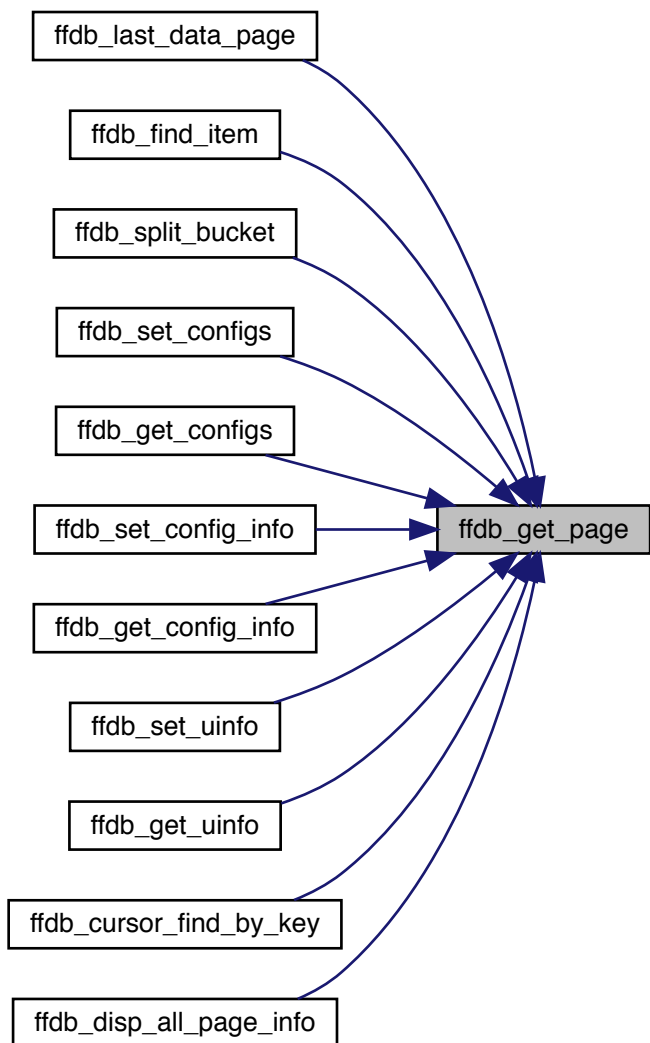 ffdb_last_data_page
ffdb_find_item
ffdb_split_bucket
ffdb_set_configs
ffdb_get_configs
ffdb_set_config_info
ffdb_get_page
ffdb_get_config_info
ffdb_set_uinfo
ffdb_get_uinfo
ffdb_cursor_find_by_key
ffdb_disp_all_page_info